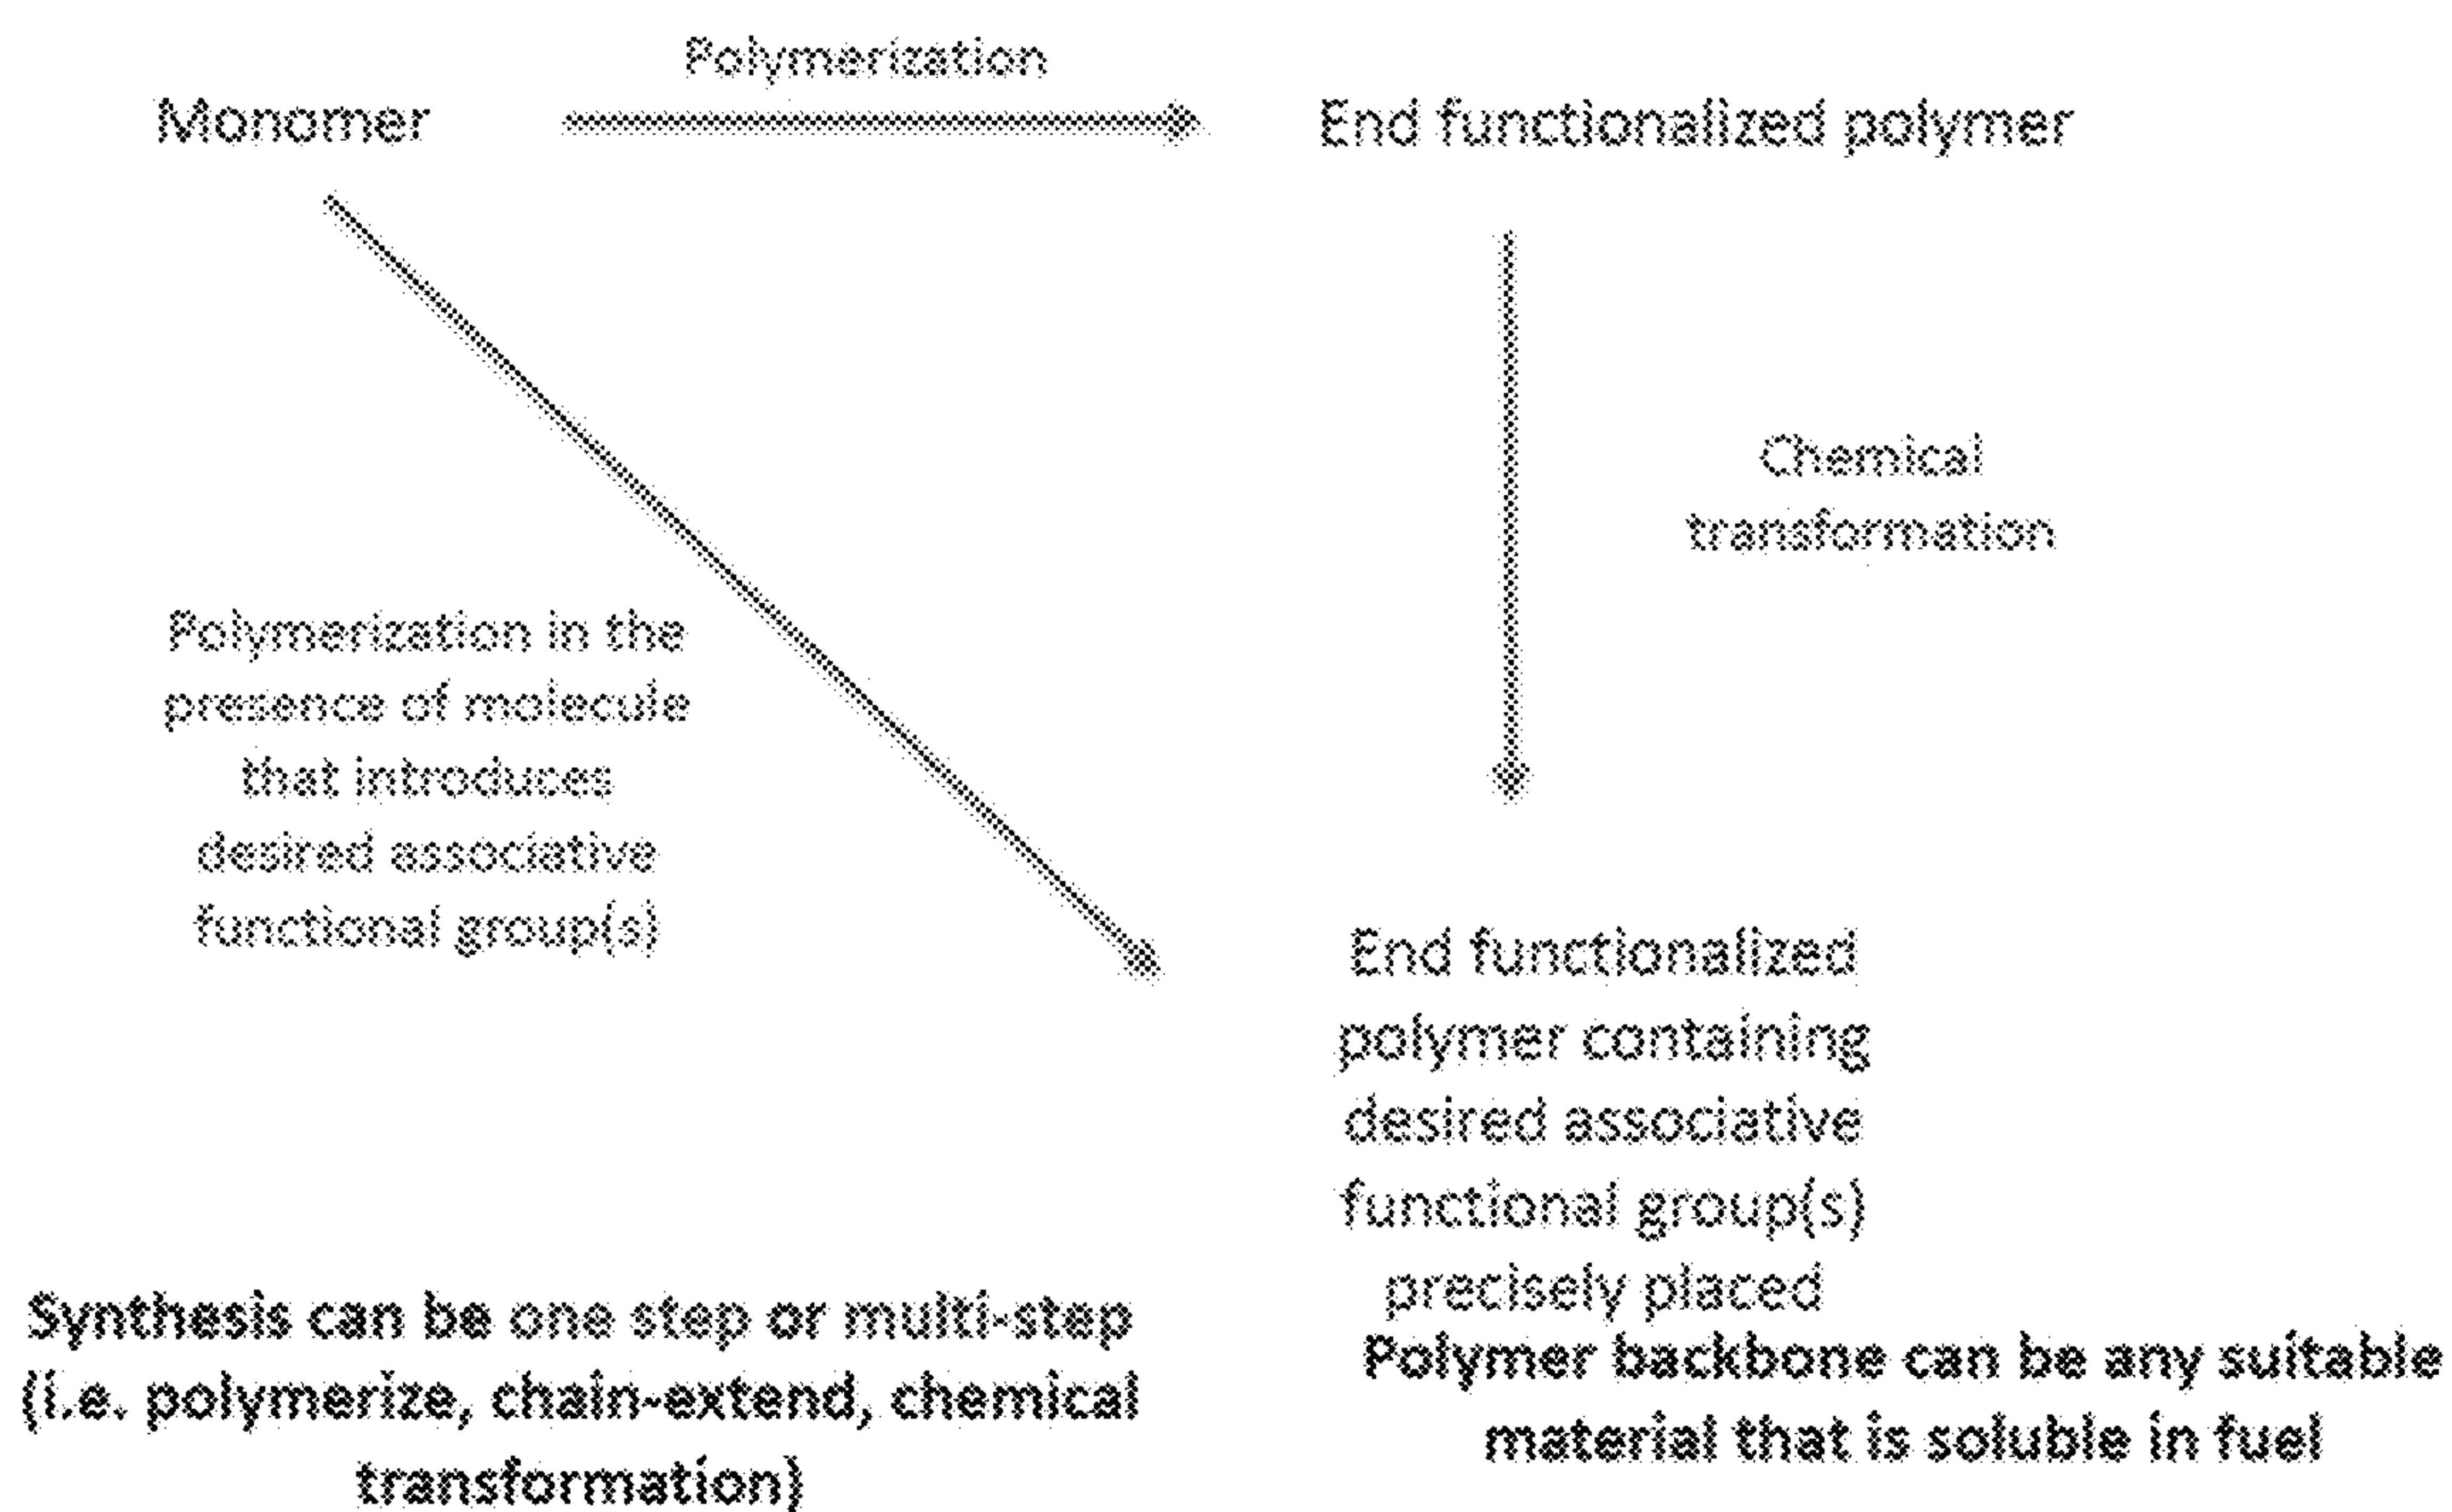 Polymerization
Monomer
End functionalized polymer
Chemical
transformation
Polymerization in the
presence of molecule
that introduces
desired associative
functional group(s)
End functionalized
polymer containing
desired associative
functional group(s)
precisely placed
Synthesis can be one step or multi-step
(i.e. polymerize, chain-extend, chemical
transformation)
Polymer backbone can be any suitable
material that is soluble in fuel